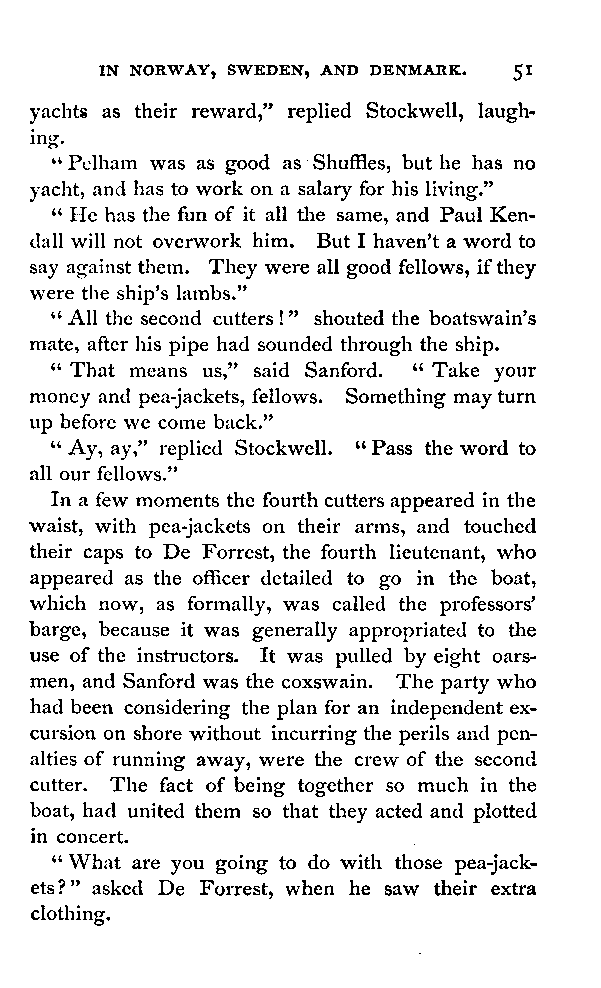 IN NORWAY, SWEDEN, AND DENMARK. 51
yachts as their reward,” replied Stockwell, laugh-
ing.
“Pelham was as good as Shuffles, but he has no
yacht, and has to work on a salary for his living.”
“He has the fun of it all the same, and Paul Ken-
dall will not overwork him. But I haven't a word to
say against them. They were all good fellows, if they
were the ship's lambs.”
“All the second cutters!” shouted the boatswain's
mate, after his pipe had sounded through the ship.
“That means us,” said Sanford. “Take your
money and pea-jackets, fellows. Something may turn
up before we come back.”
“Ay, ay,” replied Stockwell. “Pass the word to
all our fellows.”
In a few moments the fourth cutters appeared in the
waist, with pea-jackets on their arms, and touched
their caps to De Forrest, the fourth lieutenant, who
appeared as the officer detailed to go in the boat,
which now, as formally, was called the professors'
barge, because it was generally appropriated to the
use of the instructors. It was pulled by eight oars-
men, and Sanford was the coxswain. The party who
had been considering the plan for an independent ex-
cursion on shore without incurring the perils and pen-
alties of running away, were the crew of the second
cutter. The fact of being together so much in the
boat, had united them so that they acted and plotted
in concert.
“What are you going to do with those pea-jack-
ets?” asked De Forrest, when he saw their extra
clothing.